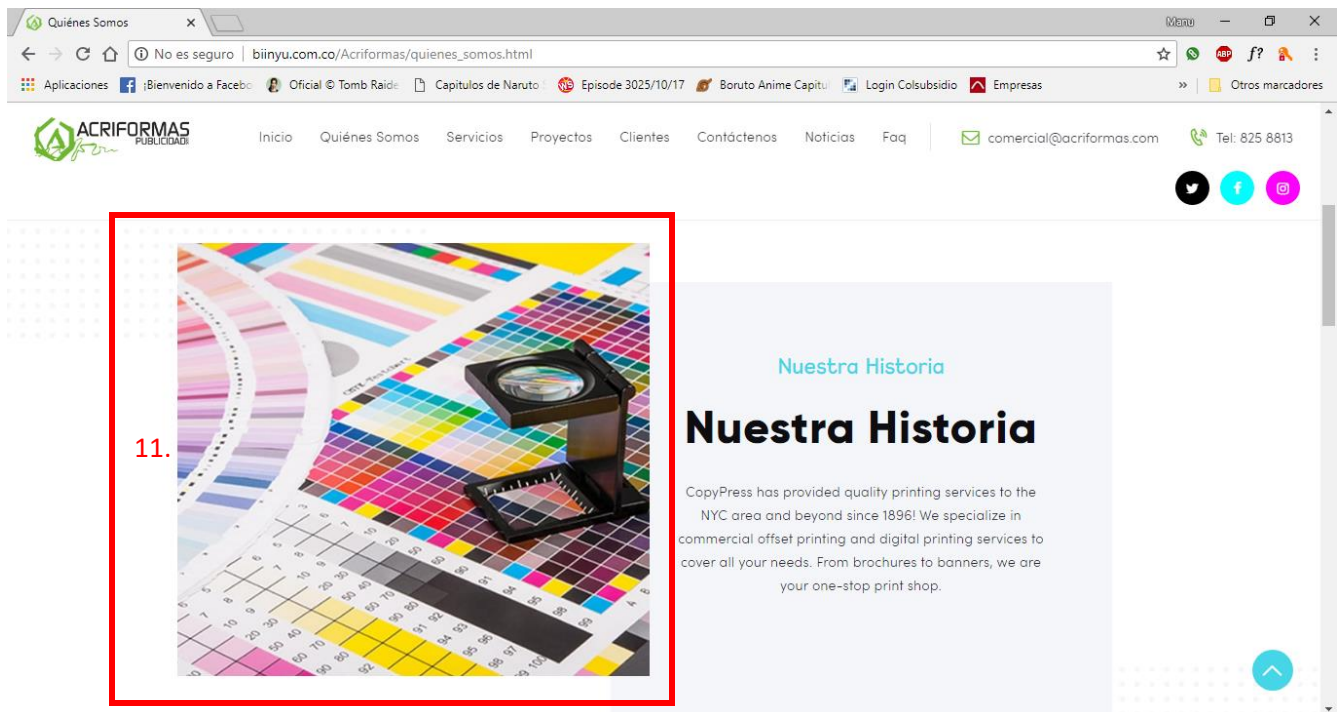 Quiénes Somos
Manu
No es seguro | biinyu.com.co/Acriformas/quienes_somos.html
f?
ABP
Aplicaciones ¡Bienvenido a Facebo Oficial © Tomb Raide Capitulos de Naruto S Episode 3025/10/17 Boruto Anime Capitu Login Colsubsidio Empresas » Otros marcadores
ACRIFORMAS
PUBLICIDAD
Inicio Quiénes Somos Servicios Proyectos Clientes Contáctenos Noticias Faq comercial@acriformas.com Tel: 825 8813
11.
CMYK-Testchart
Nuestra Historia
Nuestra Historia
CopyPress has provided quality printing services to the
NYC area and beyond since 1896! We specialize in
commercial offset printing and digital printing services to
cover all your needs. From brochures to banners, we are
your one-stop print shop.